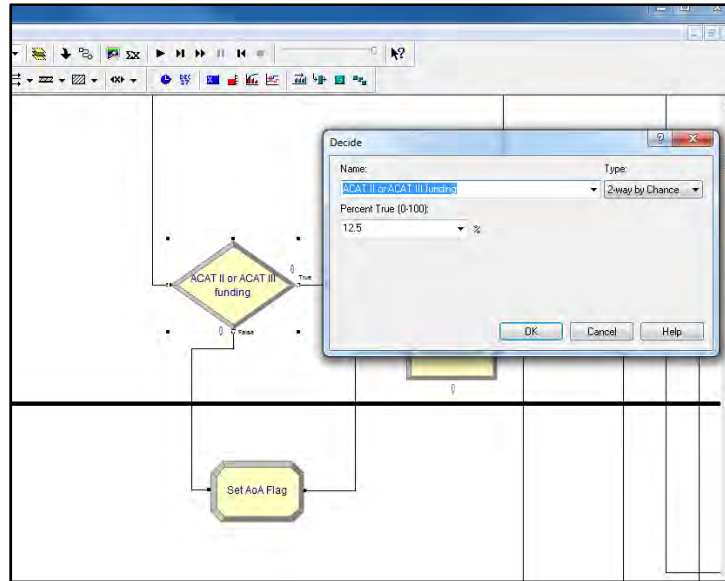 Decide
Name:
Type:
ACAT II or ACAT III funding
2-way by Chance
Percent True (0-100):
12.5
%
ACAT II or ACAT III
funding
0
True
0
False
OK
Cancel
Help
0
Set AoA Flag